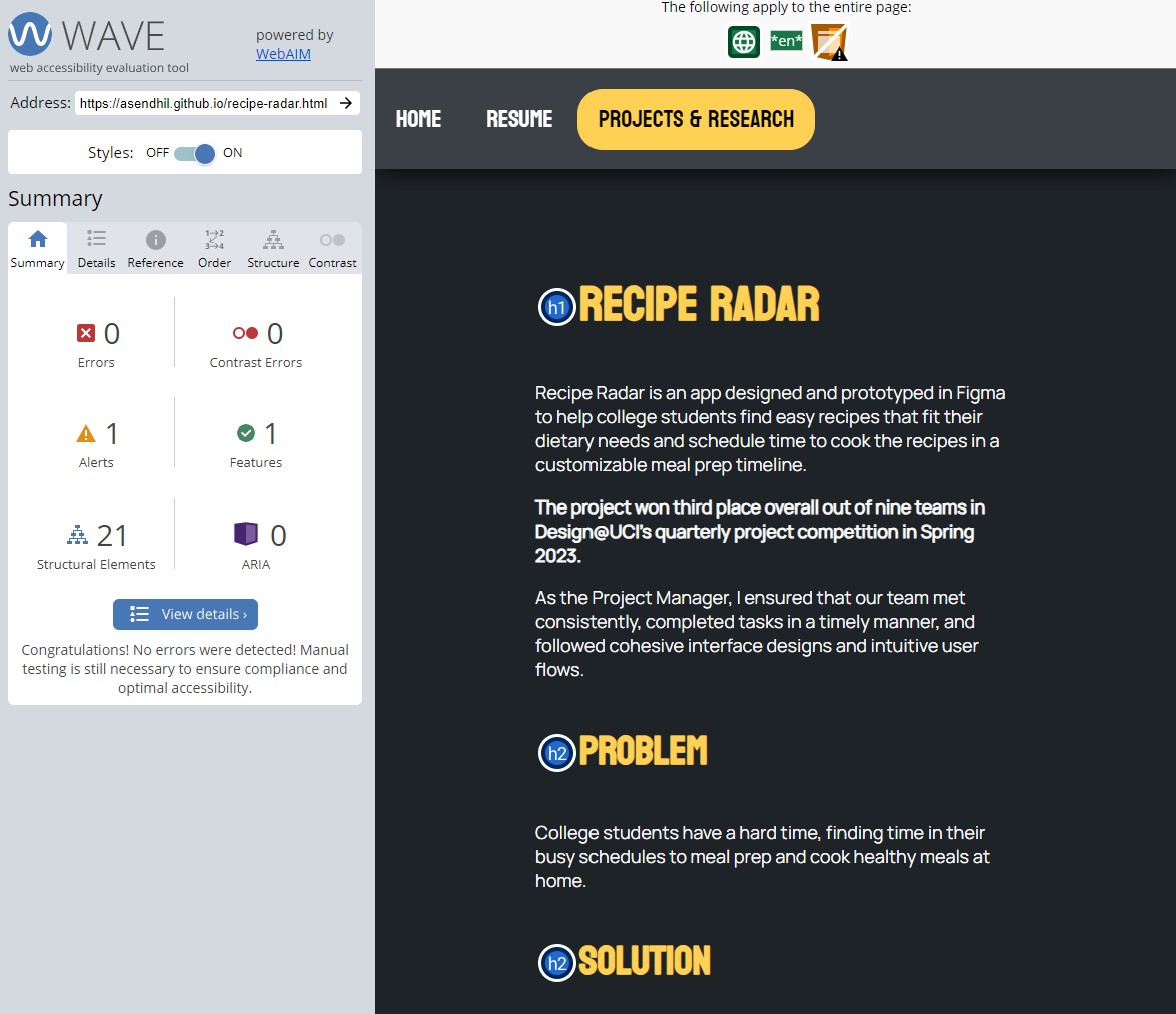 WAVE
powered by
WebAIM
web accessibility evaluation tool
Address: https://asendhil.github.io/recipe-radar.html
Styles: OFF ON
Summary
Summary Details Reference Order Structure Contrast
0 0
Errors Contrast Errors
1 1
Alerts Features
21 0
Structural Elements ARIA
View details ›
Congratulations! No errors were detected! Manual
testing is still necessary to ensure compliance and
optimal accessibility.
The following apply to the entire page:
*en*
HOME RESUME PROJECTS & RESEARCH
h1 RECIPE RADAR
Recipe Radar is an app designed and prototyped in Figma
to help college students find easy recipes that fit their
dietary needs and schedule time to cook the recipes in a
customizable meal prep timeline.
The project won third place overall out of nine teams in
Design@UCI's quarterly project competition in Spring
2023.
As the Project Manager, I ensured that our team met
consistently, completed tasks in a timely manner, and
followed cohesive interface designs and intuitive user
flows.
h2 PROBLEM
College students have a hard time, finding time in their
busy schedules to meal prep and cook healthy meals at
home.
h2 SOLUTION